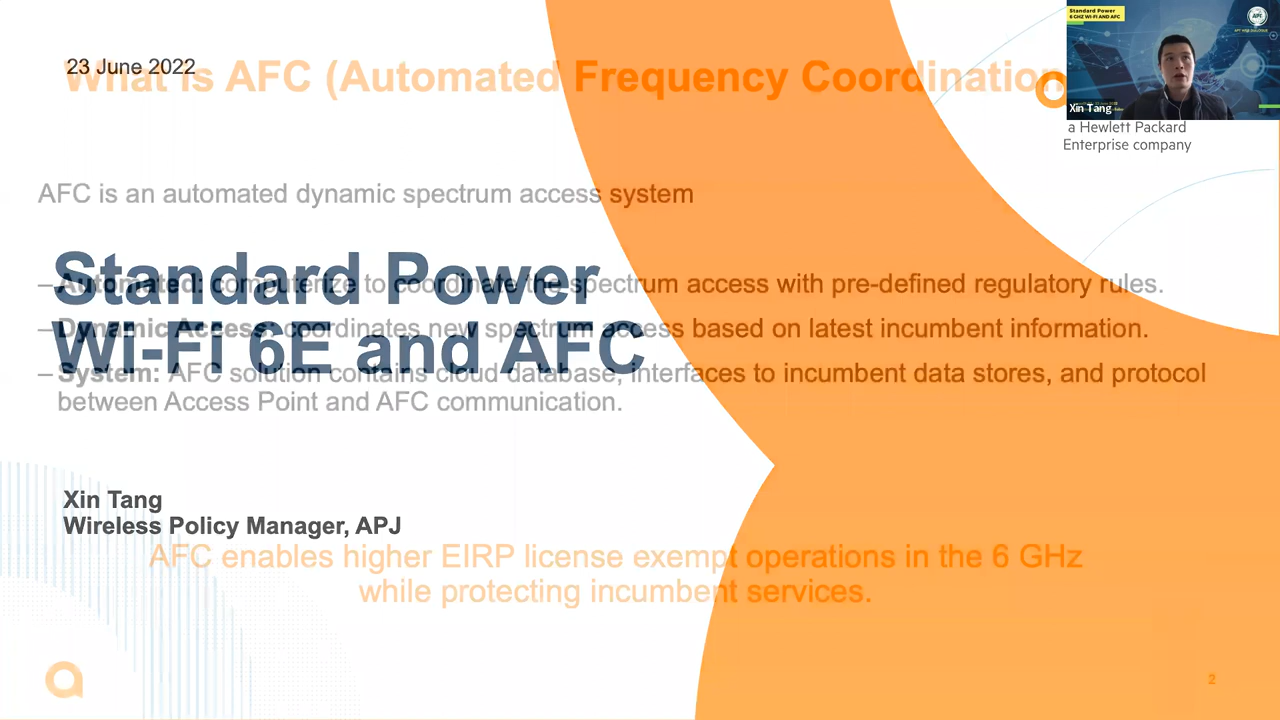 23 June 2022
What is AFC (Automated Frequency Coordination
a Hewlett Packard
Enterprise company
Standard Power
6 GHZ WI-FI AND AFC
AFC
APT WEB DIALOGUE
Xin Tang
AFC is an automated dynamic spectrum access system
Standard Power
Wi-Fi 6E and AFC
– Automated: computerize to coordinate the spectrum access with pre-defined regulatory rules.
– Dynamic Access: coordinates new spectrum access based on latest incumbent information.
– System: AFC solution contains cloud database, interfaces to incumbent data stores, and protocol
between Access Point and AFC communication.
Xin Tang
Wireless Policy Manager, APJ
AFC enables higher EIRP license exempt operations in the 6 GHz
while protecting incumbent services.
2